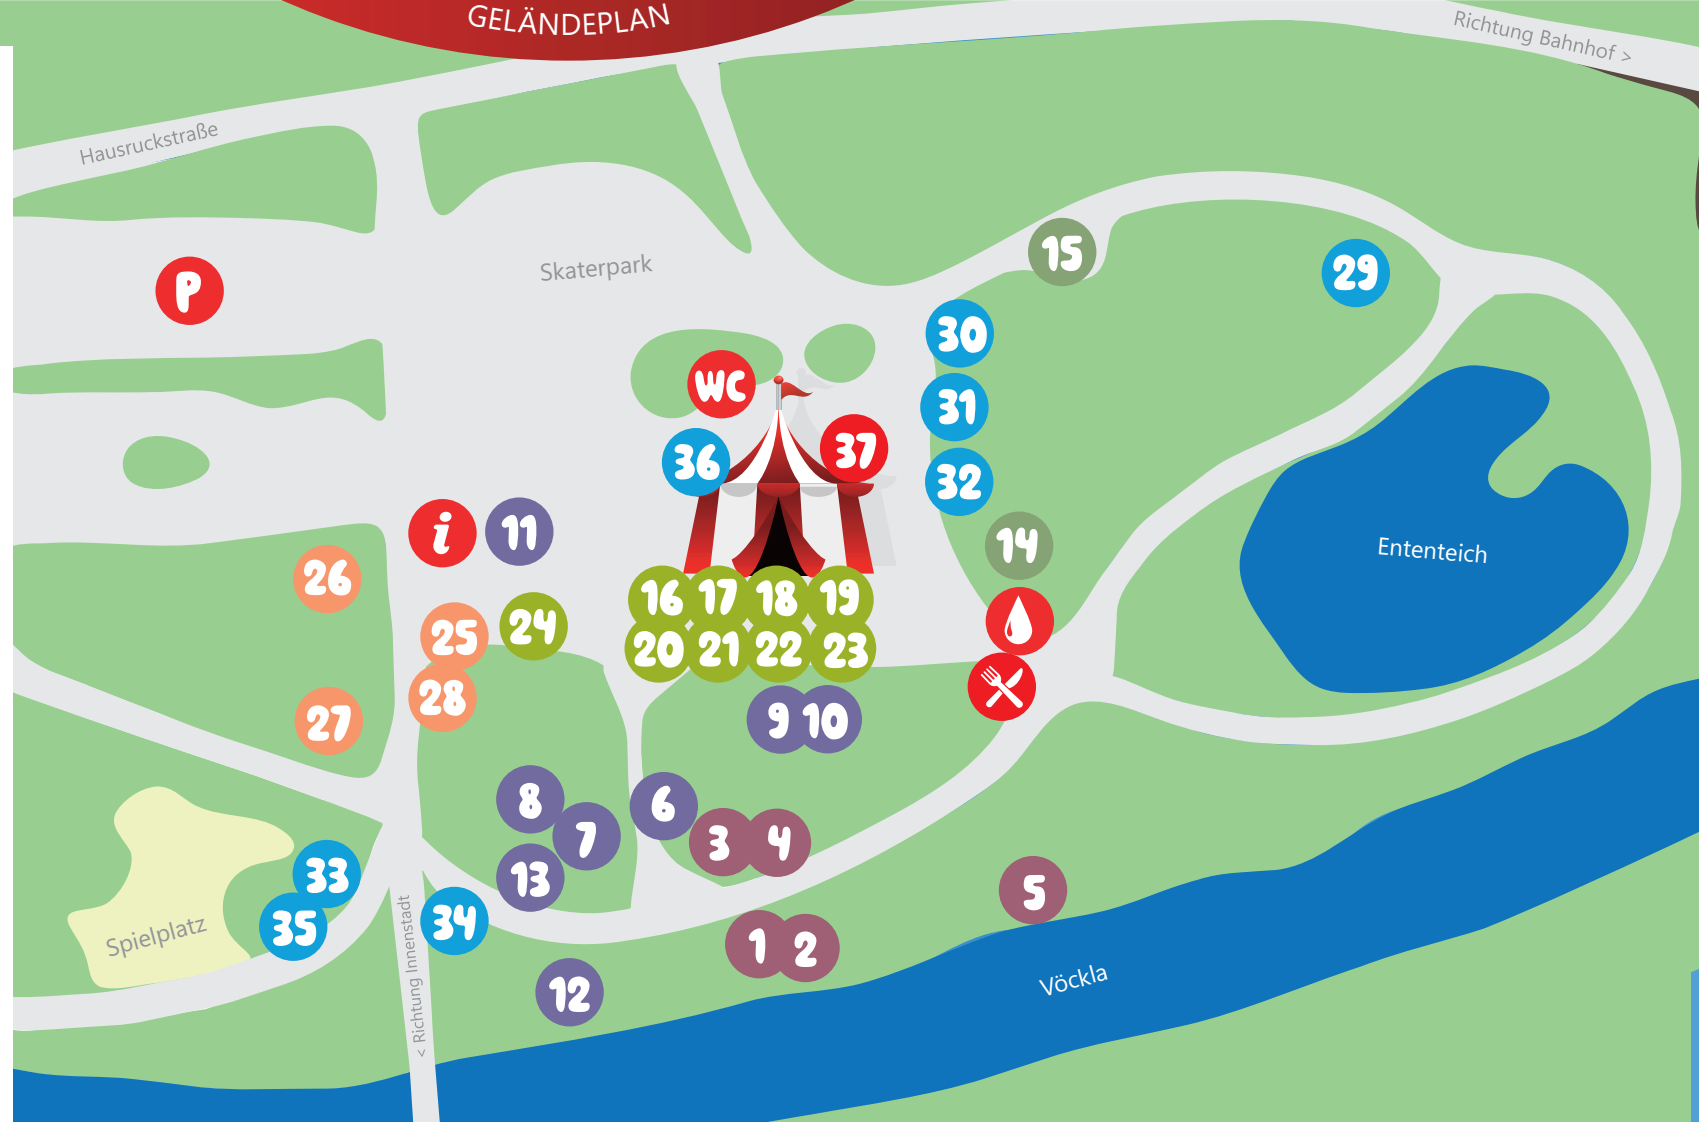 GELÄNDEPLAN
Richtung Bahnhof >
Hausruckstraße
Skaterpark
15
29
P
30
WC
31
37
36
32
i
11
14
Ententeich
26
16 17 18 19
25
24
20 21 22 23
28
27
9 10
8
6
7
3 4
33
13
5
35
Spielplatz
34
< Richtung Innenstadt
1 2
12
Vöckla